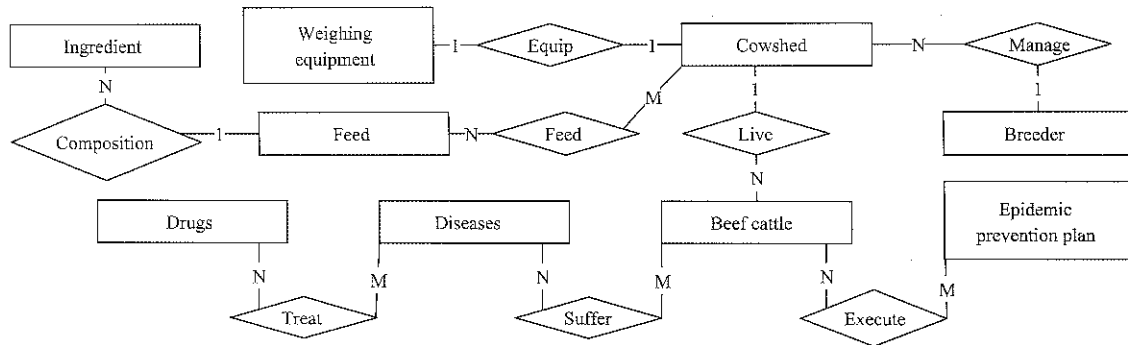 Ingredient
Weighing
equipment
1
Equip
1
Cowshed
N
Manage
N
M
1
1
Composition
1
Feed
N
Feed
Live
Breeder
N
Drugs
Diseases
Beef cattle
Epidemic
prevention plan
N
M
N
M
N
M
Treat
Suffer
Execute